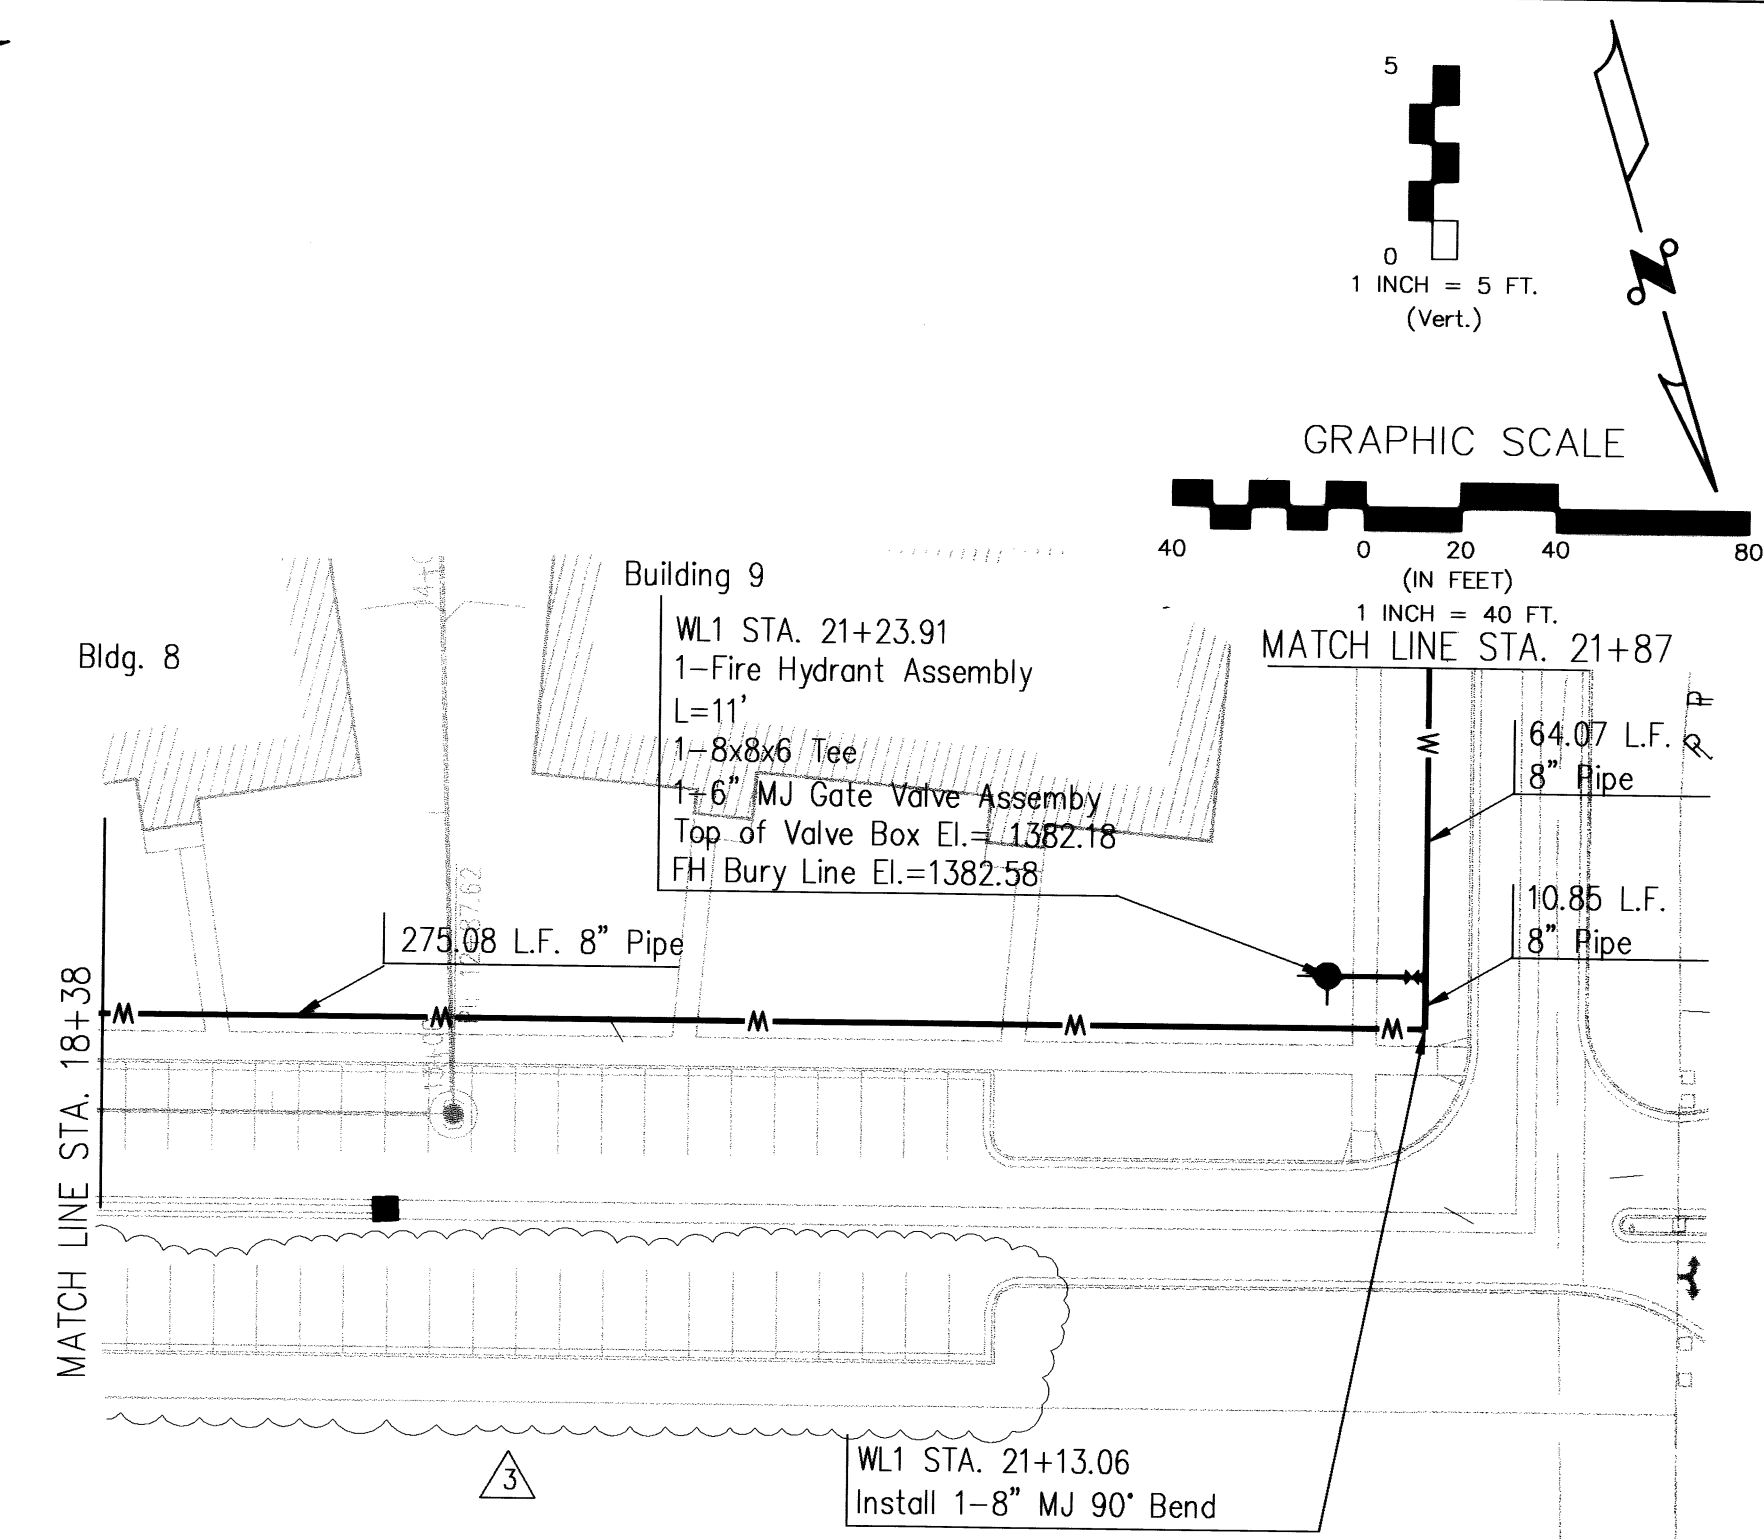 5
0
1 INCH = 5 FT.
(Vert.)
GRAPHIC SCALE
40 0 20 40 80
(IN FEET)
1 INCH = 40 FT.
MATCH LINE STA. 21+87
Building 9
WL1 STA. 21+23.91
1-Fire Hydrant Assembly
L=11'
1-8x8x6 Tee
1-6" MJ Gate Valve Assemby
Top of Valve Box El.= 1382.18
FH Bury Line El.=1382.58
Bldg. 8
64.07 L.F.
8" Pipe
10.85 L.F.
8" Pipe
275.08 L.F. 8" Pipe
MATCH LINE STA. 18+38
3
WL1 STA. 21+13.06
Install 1-8" MJ 90° Bend